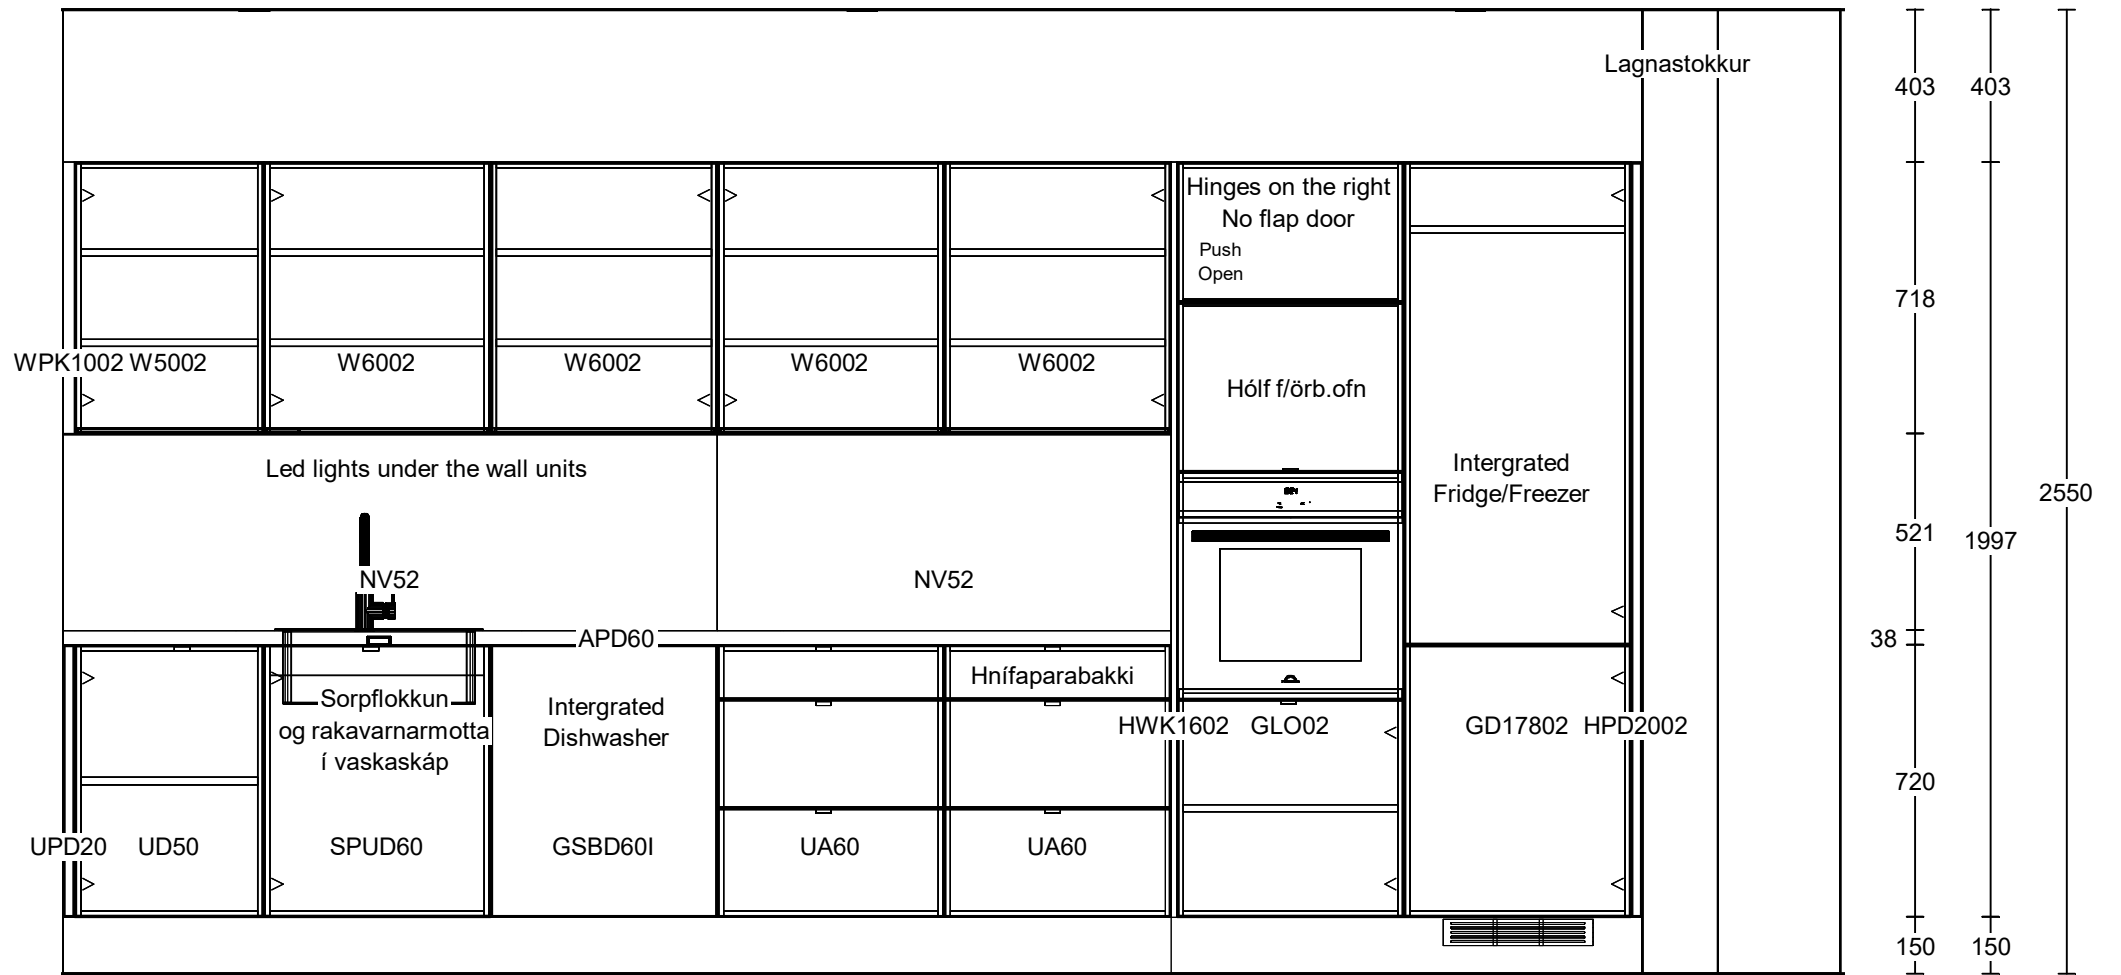 Lagnastokkur
403
403
Hinges on the right
No flap door
Push
Open
718
WPK1002
W5002
W6002
W6002
W6002
W6002
Hólf f/örb.ofn
Led lights under the wall units
Intergrated
Fridge/Freezer
2550
521
1997
NV52
NV52
APD60
38
Hnífaparabakki
Sorpflokkun
og rakavarnarmotta
í vaskaskáp
Intergrated
Dishwasher
HWK1602
GLO02
GD17802
HPD2002
720
UPD20
UD50
SPUD60
GSBD60I
UA60
UA60
150
150